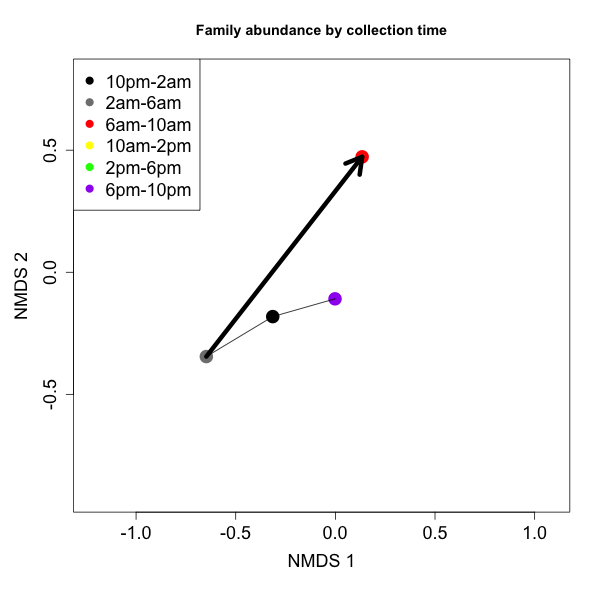 Family abundance by collection time
10pm-2am
2am-6am
6am-10am
10am-2pm
2pm-6pm
6pm-10pm
0.5
0.0
-0.5
NMDS 2
-1.0 -0.5 0.0 0.5 1.0
NMDS 1